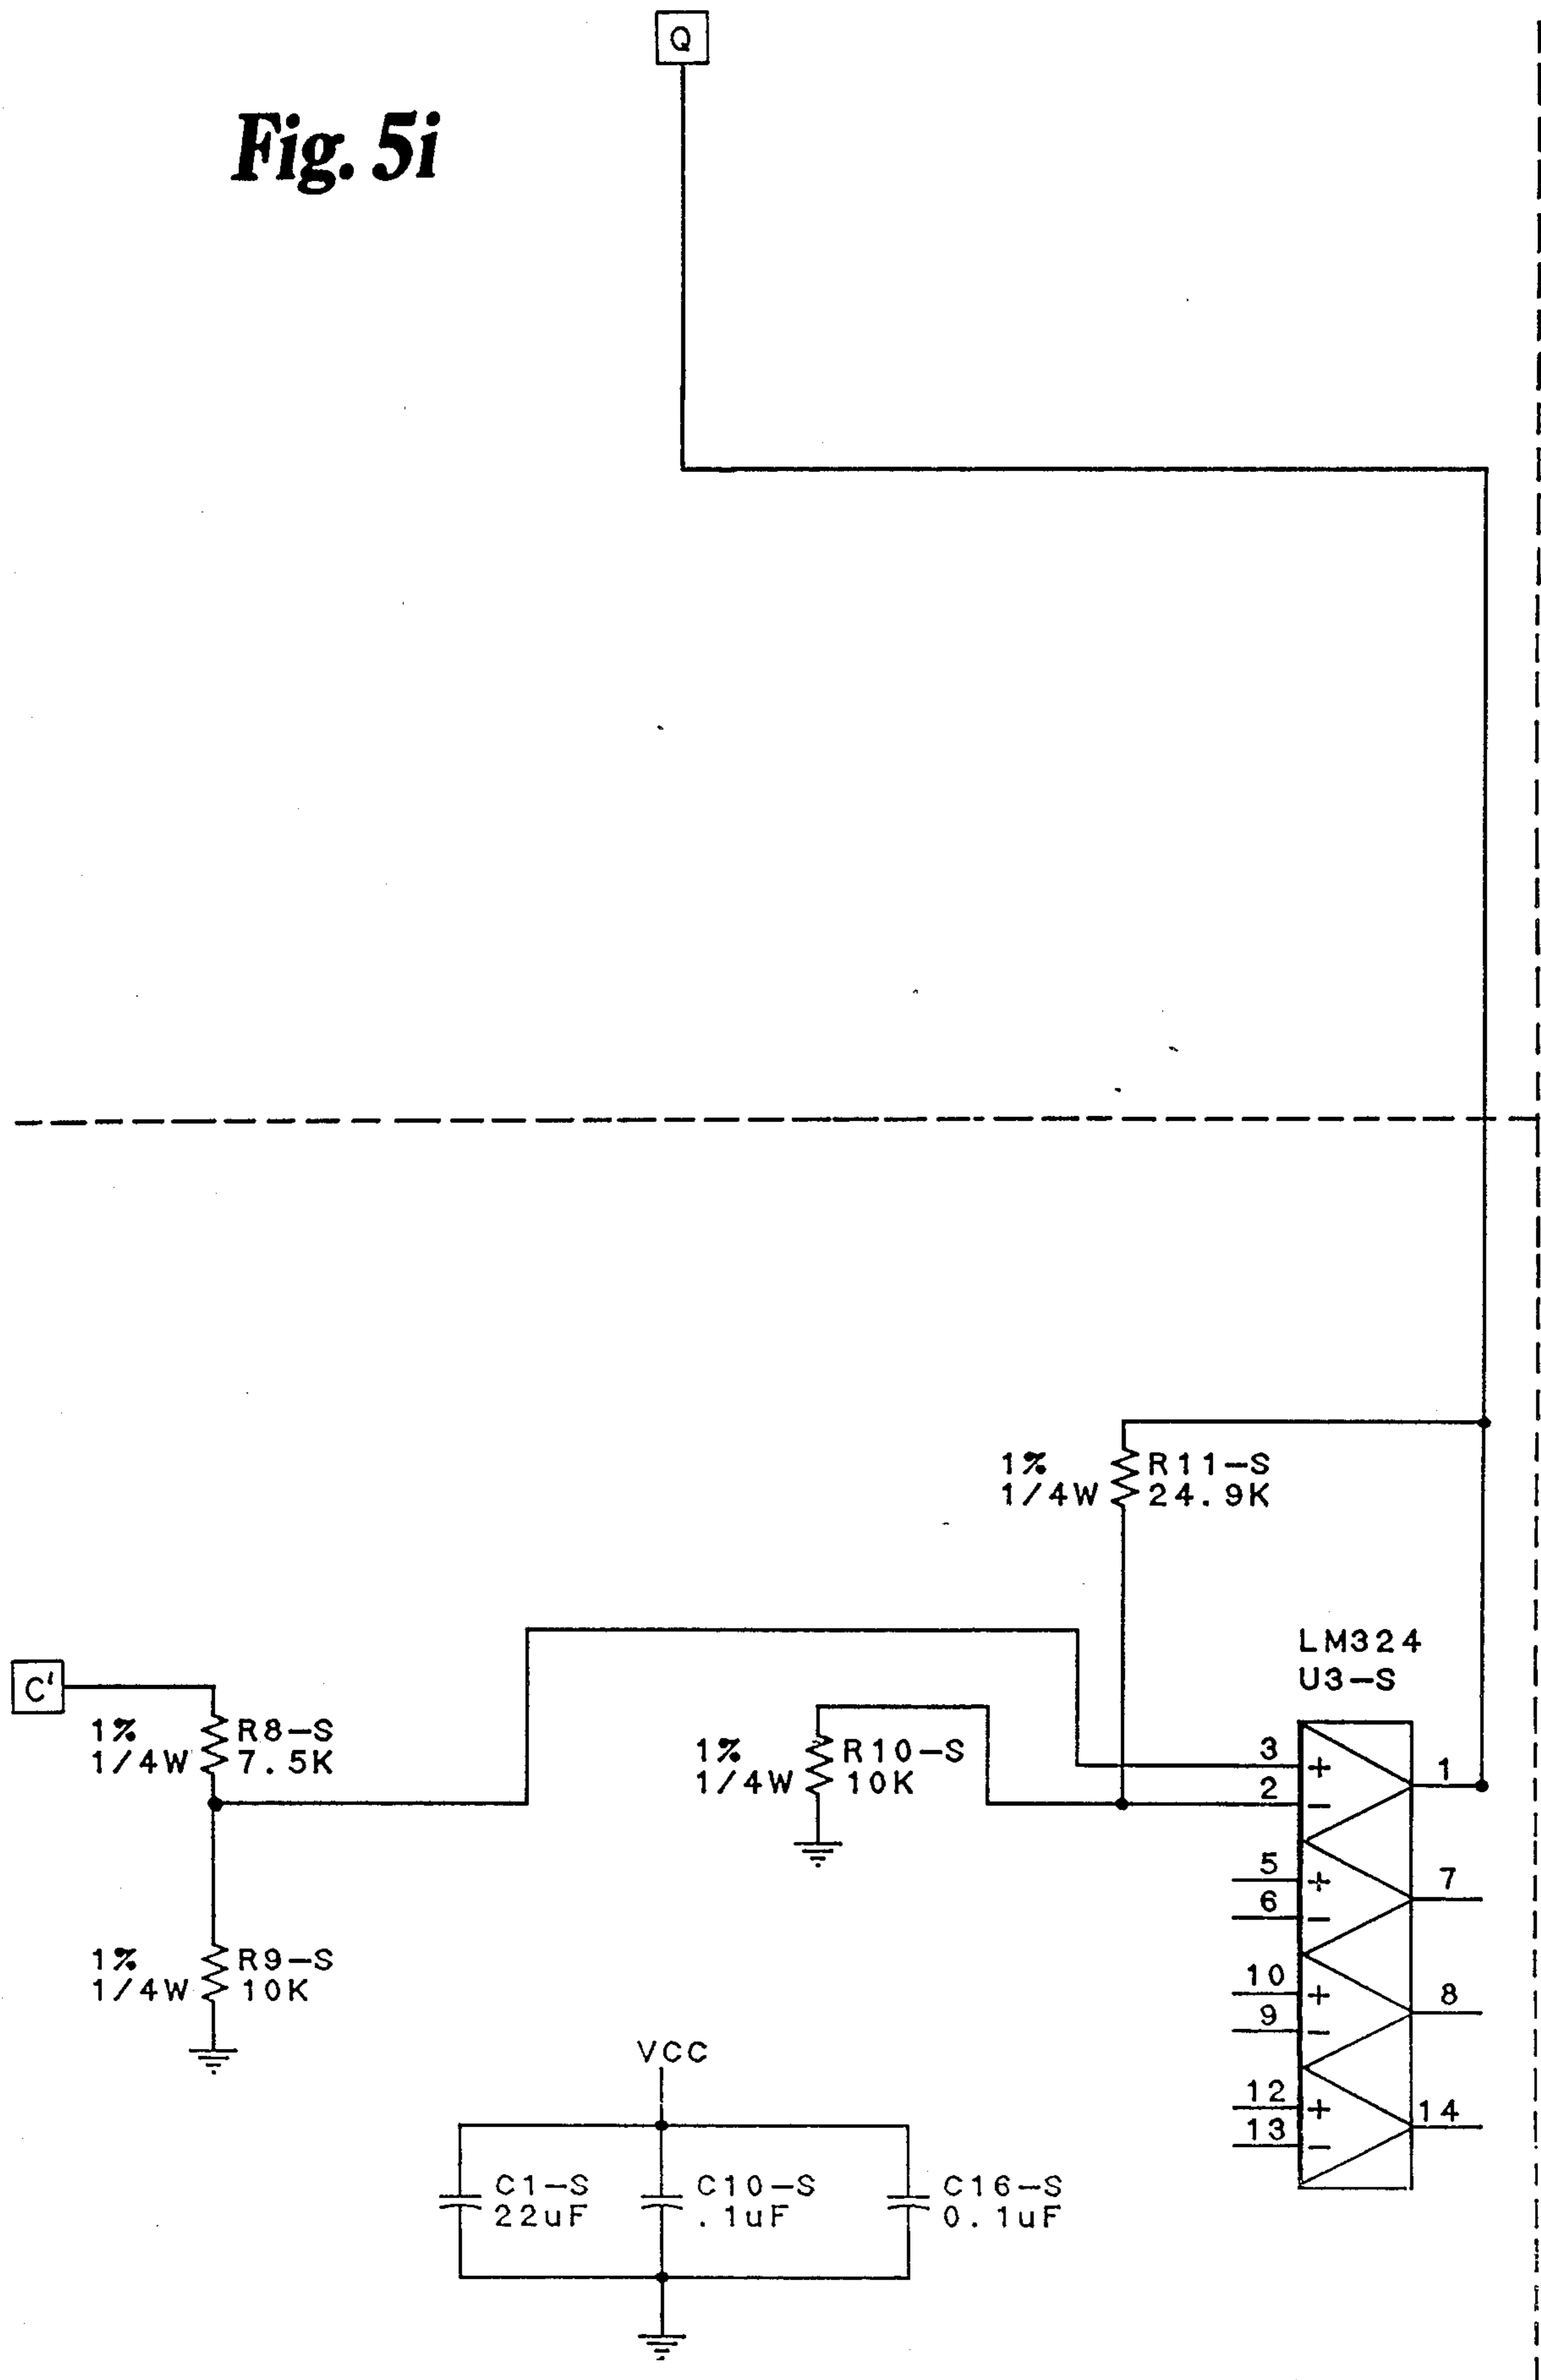 Q
Fig. 5i
1% R11-S
1/4W 24.9K
LM324
U3-S
C'
1% R8-S
1/4W 7.5K
1% R10-S
1/4W 10K
3 + 1
2 -
5 + 7
6 -
1% R9-S
1/4W 10K
10 + 8
9 -
VCC
12 + 14
13 -
C1-S C10-S C16-S
22uF .1uF 0.1uF